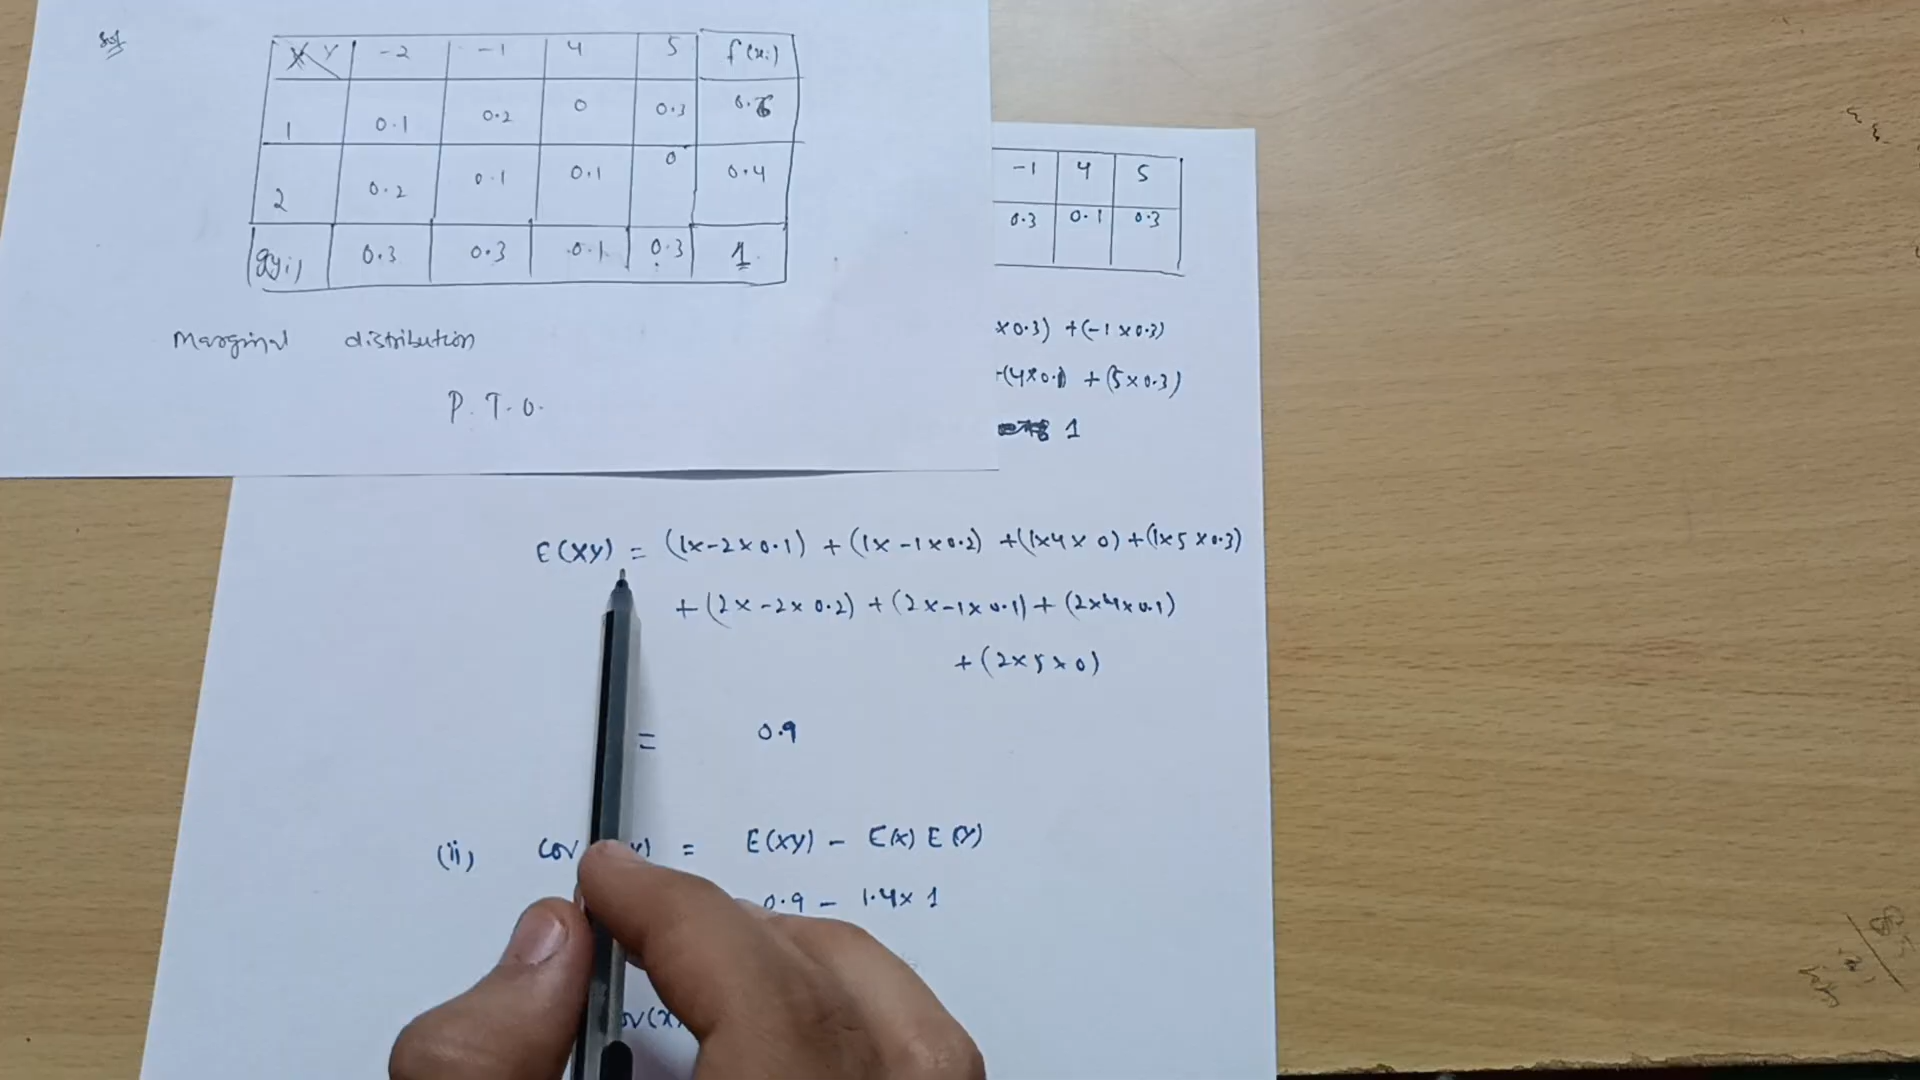 Sol
X Y -2 -1 4 5 f(xi)
1 0.1 0.2 0 0.3 0.6
2 0.2 0.1 0.1 0 0.4
g(yi) 0.3 0.3 0.1 0.3 1
Marginal distribution
P.T.O.
-1 4 5
0.3 0.1 0.3
×0.3) +(-1×0.3)
+(4×0.1) +(5×0.3)
1
E(XY) = (1×-2×0.1) + (1×-1×0.2) +(1×4×0)+(1×5×0.3)
+ (2×-2×0.2) + (2×-1×0.1) + (2×4×0.1)
+ (2×5×0)
= 0.9
(ii) cov y) = E(XY) - E(X) E(Y)
0.9 - 1.4×1
ov(x